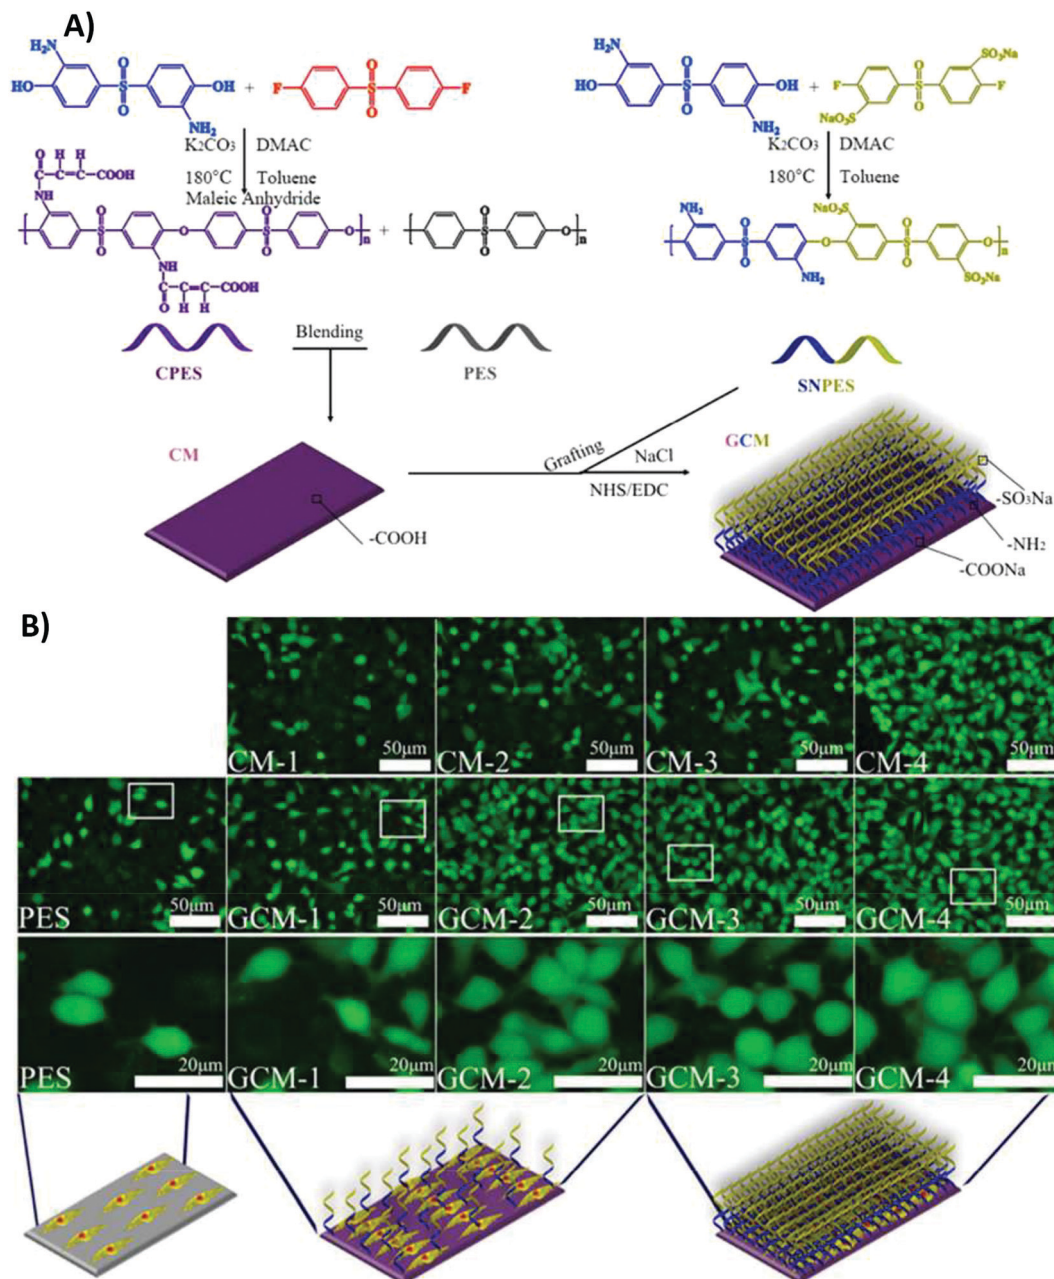 A)
H₂N
HO
O
S
O
OH
NH₂
+
F
O
S
O
F
H₂N
HO
O
S
O
OH
NH₂
+
F
NaO₃S
O
S
O
SO₃Na
F
K₂CO₃ DMAC
180°C Toluene
Maleic Anhydride
K₂CO₃ DMAC
180°C Toluene
O H H
C C=C COOH
NH
O
S
O
O
O
S
O
O
n
NH
C C=C COOH
O H H
+
O
S
O
O
n
NH₂
O
S
O
NH₂
O
NaO₃S
O
S
O
SO₃Na
O
n
CPES
Blending
PES
SNPES
CM
-COOH
Grafting
NaCl
NHS/EDC
GCM
-SO₃Na
-NH₂
-COONa
B)
CM-1 50μm
CM-2 50μm
CM-3 50μm
CM-4 50μm
PES 50μm
GCM-1 50μm
GCM-2 50μm
GCM-3 50μm
GCM-4 50μm
PES 20μm
GCM-1 20μm
GCM-2 20μm
GCM-3 20μm
GCM-4 20μm